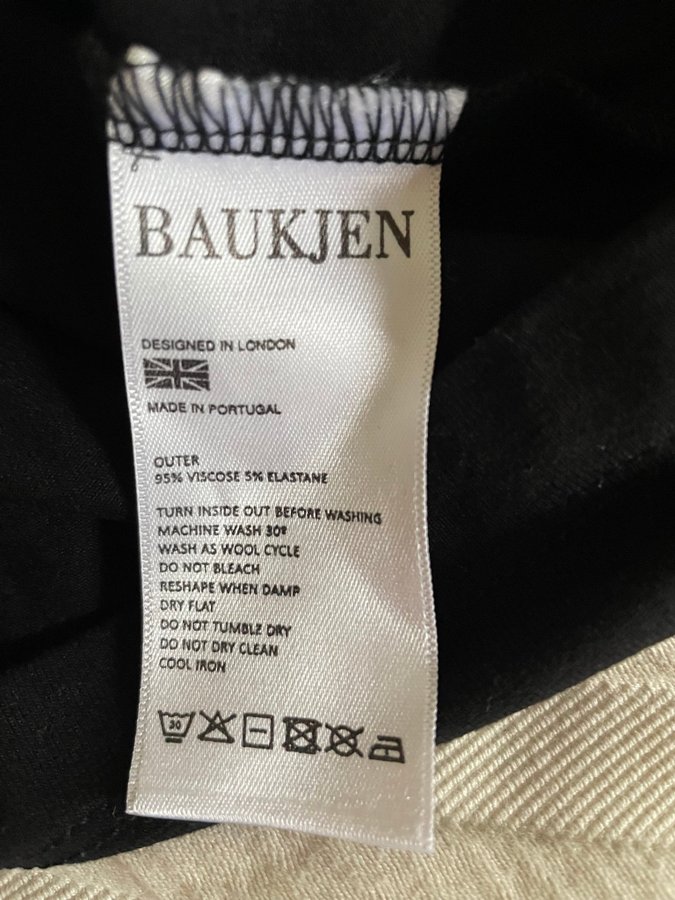 BAUKJEN
DESIGNED IN LONDON
MADE IN PORTUGAL
OUTER
95% VISCOSE 5% ELASTANE
TURN INSIDE OUT BEFORE WASHING
MACHINE WASH 30º
WASH AS WOOL CYCLE
DO NOT BLEACH
RESHAPE WHEN DAMP
DRY FLAT
DO NOT TUMBLE DRY
DO NOT DRY CLEAN
COOL IRON
30